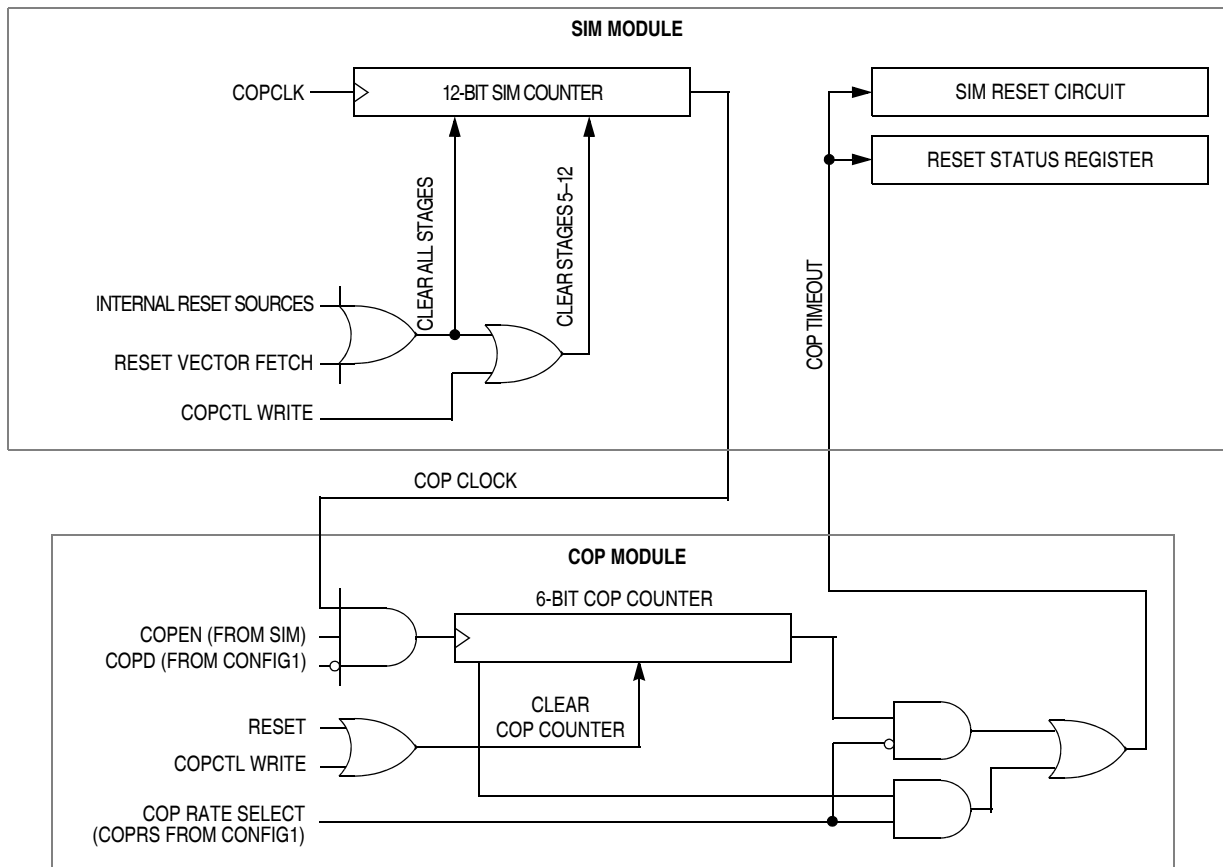 SIM MODULE
COPCLK
12-BIT SIM COUNTER
SIM RESET CIRCUIT
RESET STATUS REGISTER
CLEAR ALL STAGES
CLEAR STAGES 5–12
COP TIMEOUT
INTERNAL RESET SOURCES
RESET VECTOR FETCH
COPCTL WRITE
COP CLOCK
COP MODULE
6-BIT COP COUNTER
COPEN (FROM SIM)
COPD (FROM CONFIG1)
CLEAR
COP COUNTER
RESET
COPCTL WRITE
COP RATE SELECT
(COPRS FROM CONFIG1)